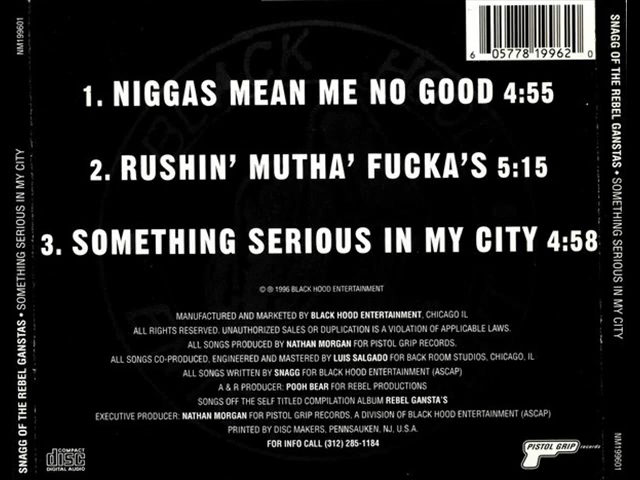 NM199601
SNAGG OF THE REBEL GANSTAS • SOMETHING SERIOUS IN MY CITY
6 05778 19962 0
1. NIGGAS MEAN ME NO GOOD 4:55
2. RUSHIN' MUTHA' FUCKA'S 5:15
3. SOMETHING SERIOUS IN MY CITY 4:58
© ℗ 1996 BLACK HOOD ENTERTAINMENT
MANUFACTURED AND MARKETED BY BLACK HOOD ENTERTAINMENT, CHICAGO IL
ALL RIGHTS RESERVED. UNAUTHORIZED SALES OR DUPLICATION IS A VIOLATION OF APPLICABLE LAWS.
ALL SONGS PRODUCED BY NATHAN MORGAN FOR PISTOL GRIP RECORDS.
ALL SONGS CO-PRODUCED, ENGINEERED AND MASTERED BY LUIS SALGADO FOR BACK ROOM STUDIOS, CHICAGO, IL
ALL SONGS WRITTEN BY SNAGG FOR BLACK HOOD ENTERTAINMENT (ASCAP)
A & R PRODUCER: POOH BEAR FOR REBEL PRODUCTIONS
SONGS OFF THE SELF TITLED COMPILATION ALBUM REBEL GANSTA'S
EXECUTIVE PRODUCER: NATHAN MORGAN FOR PISTOL GRIP RECORDS, A DIVISION OF BLACK HOOD ENTERTAINMENT (ASCAP)
PRINTED BY DISC MAKERS, PENNSAUKEN, NJ, U.S.A.
FOR INFO CALL (312) 285-1184
COMPACT
disc
DIGITAL AUDIO
PISTOL GRIP records
SNAGG OF THE REBEL GANSTAS • SOMETHING SERIOUS IN MY CITY
NM199601
BLACK HOOD